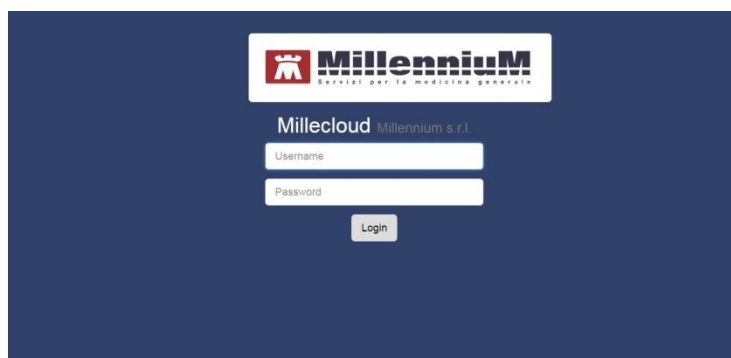 MillenniuM
Servizi per la medicina generale
Millecloud Millennium s.r.l.
Username
Password
Login